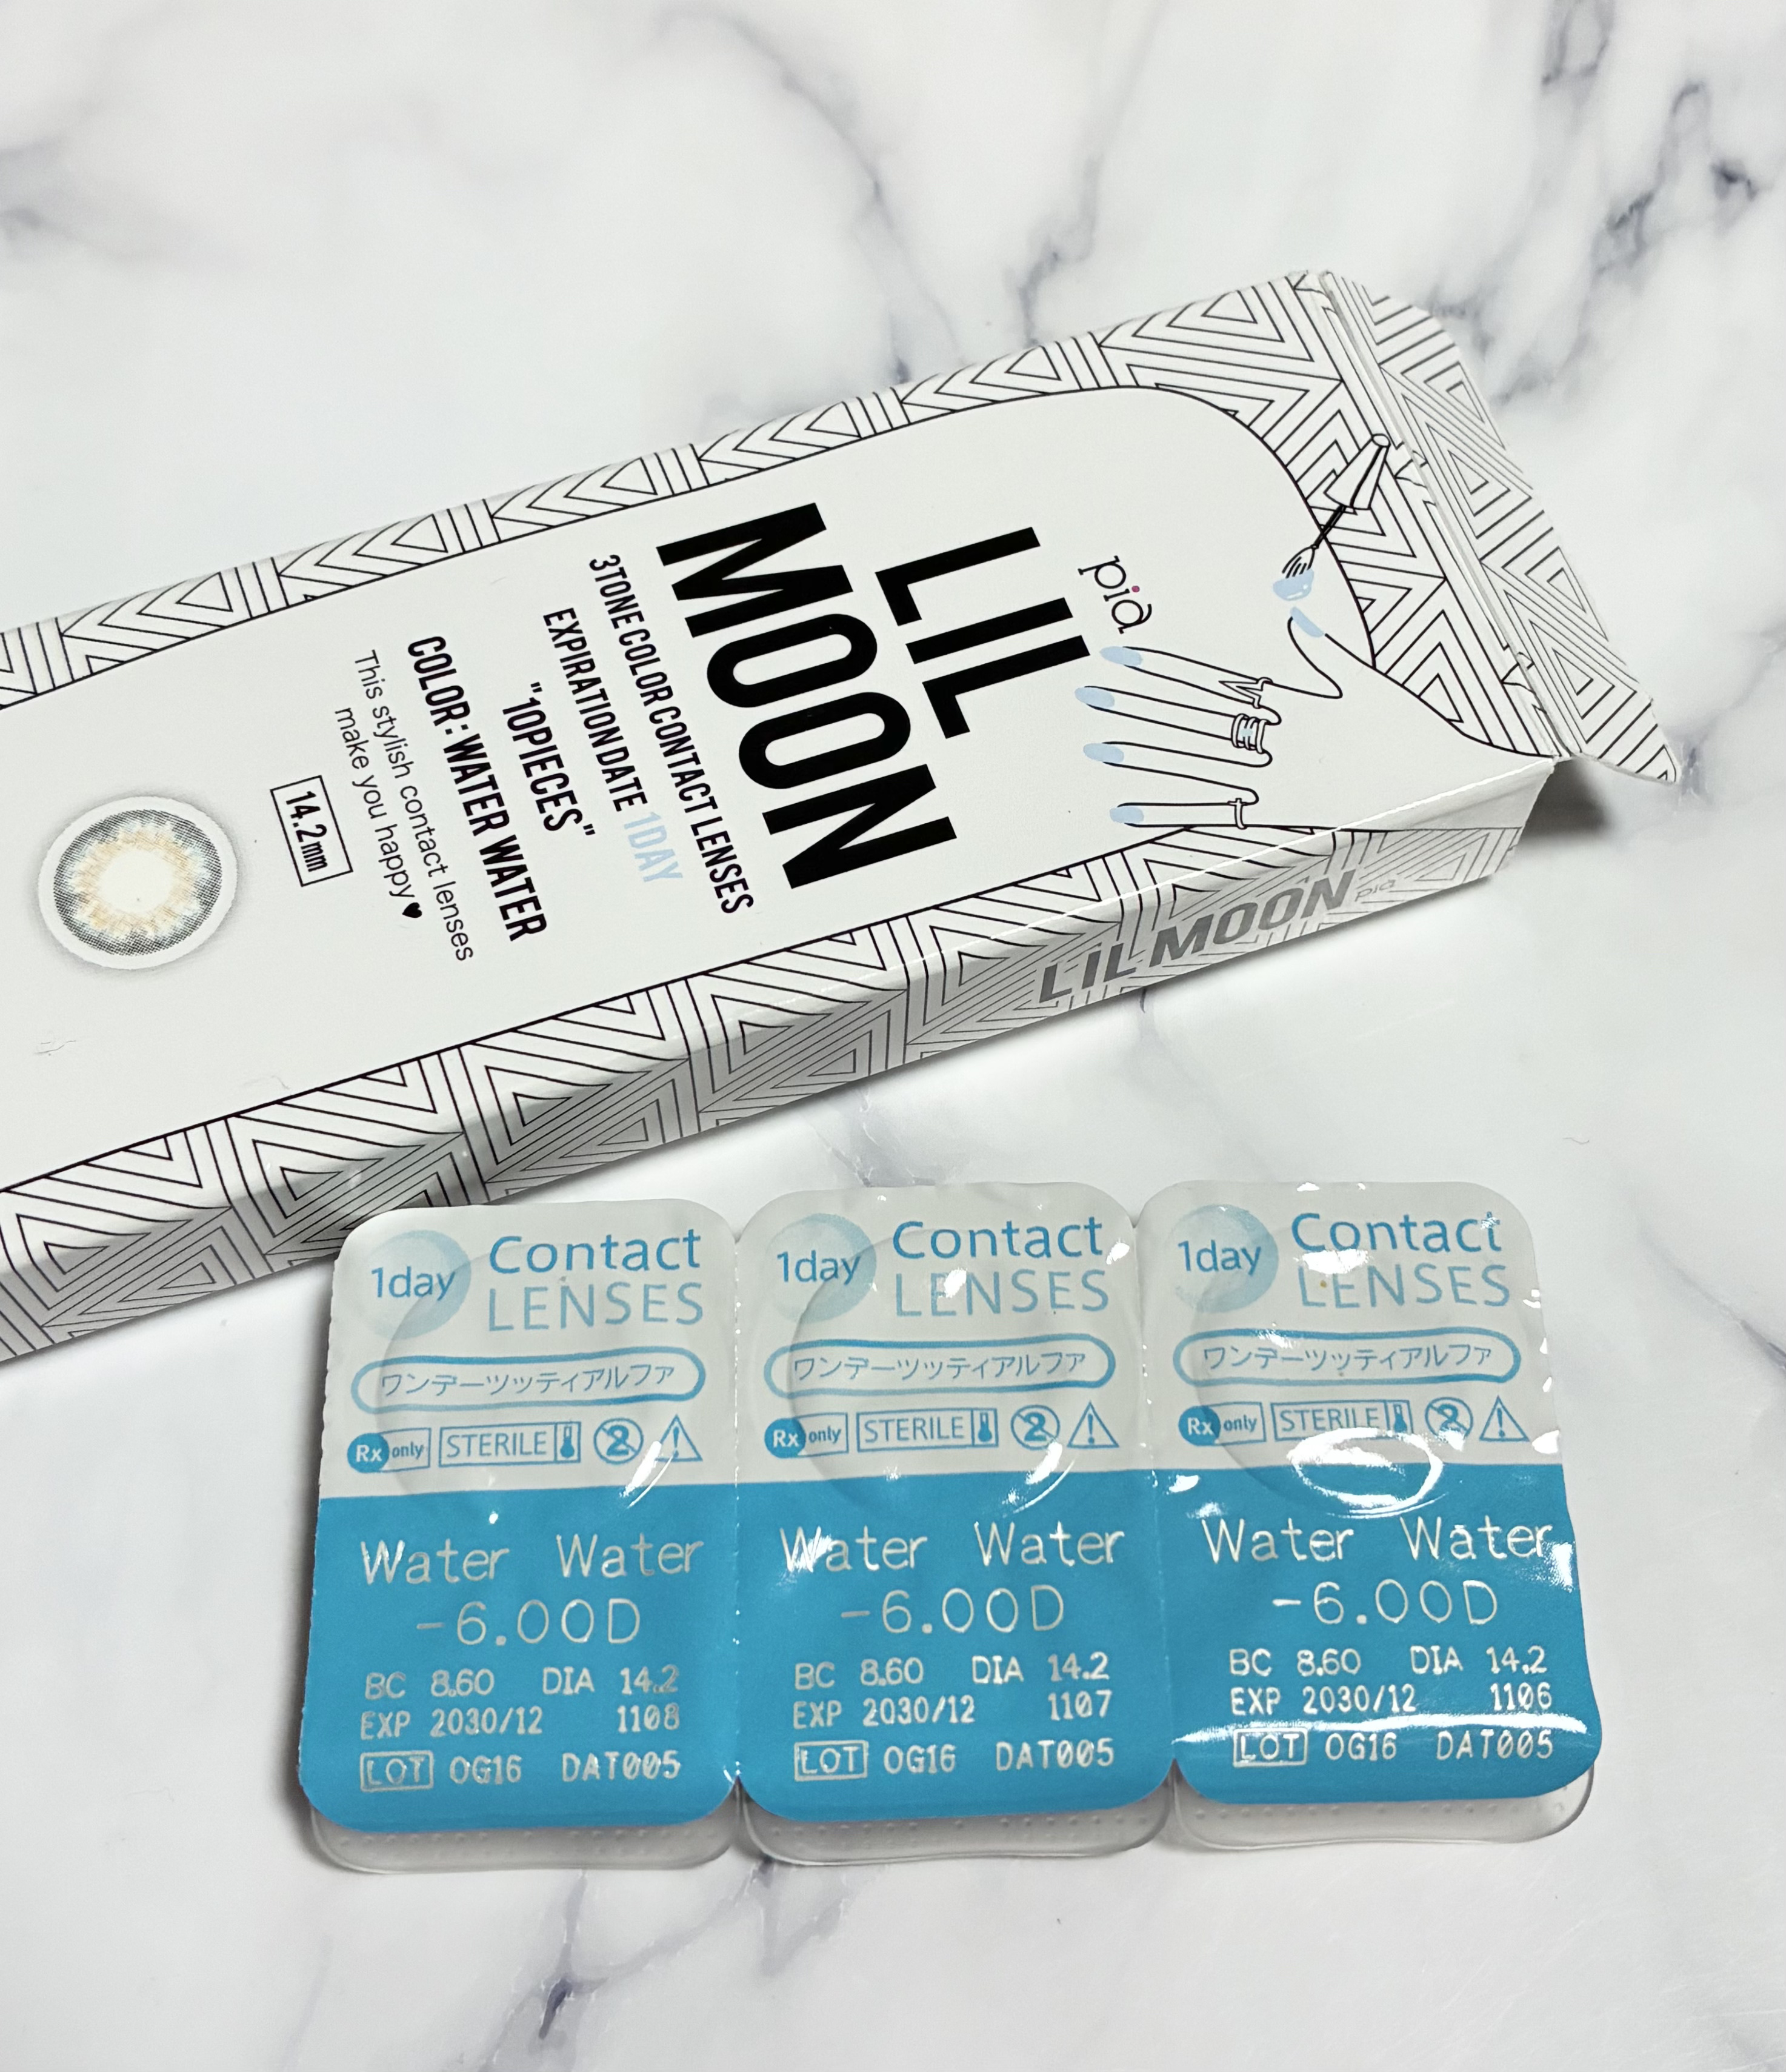 pia
LIL
MOON
3TONE COLOR CONTACT LENSES
EXPIRATION DATE 1DAY
"10PIECES"
COLOR : WATER WATER
This stylish contact lenses
make you happy♥
14.2mm
LIL MOON pia
1day Contact
LENSES
ワンデーツッティアルファ
Rx only STERILE 2
Water Water
-6.00D
BC 8.60 DIA 14.2
EXP 2030/12 1108
LOT OG16 DAT005
1day Contact
LENSES
ワンデーツッティアルファ
Rx only STERILE 2
Water Water
-6.00D
BC 8.60 DIA 14.2
EXP 2030/12 1107
LOT OG16 DAT005
1day Contact
LENSES
ワンデーツッティアルファ
Rx only STERILE 2
Water Water
-6.00D
BC 8.60 DIA 14.2
EXP 2030/12 1106
LOT OG16 DAT005